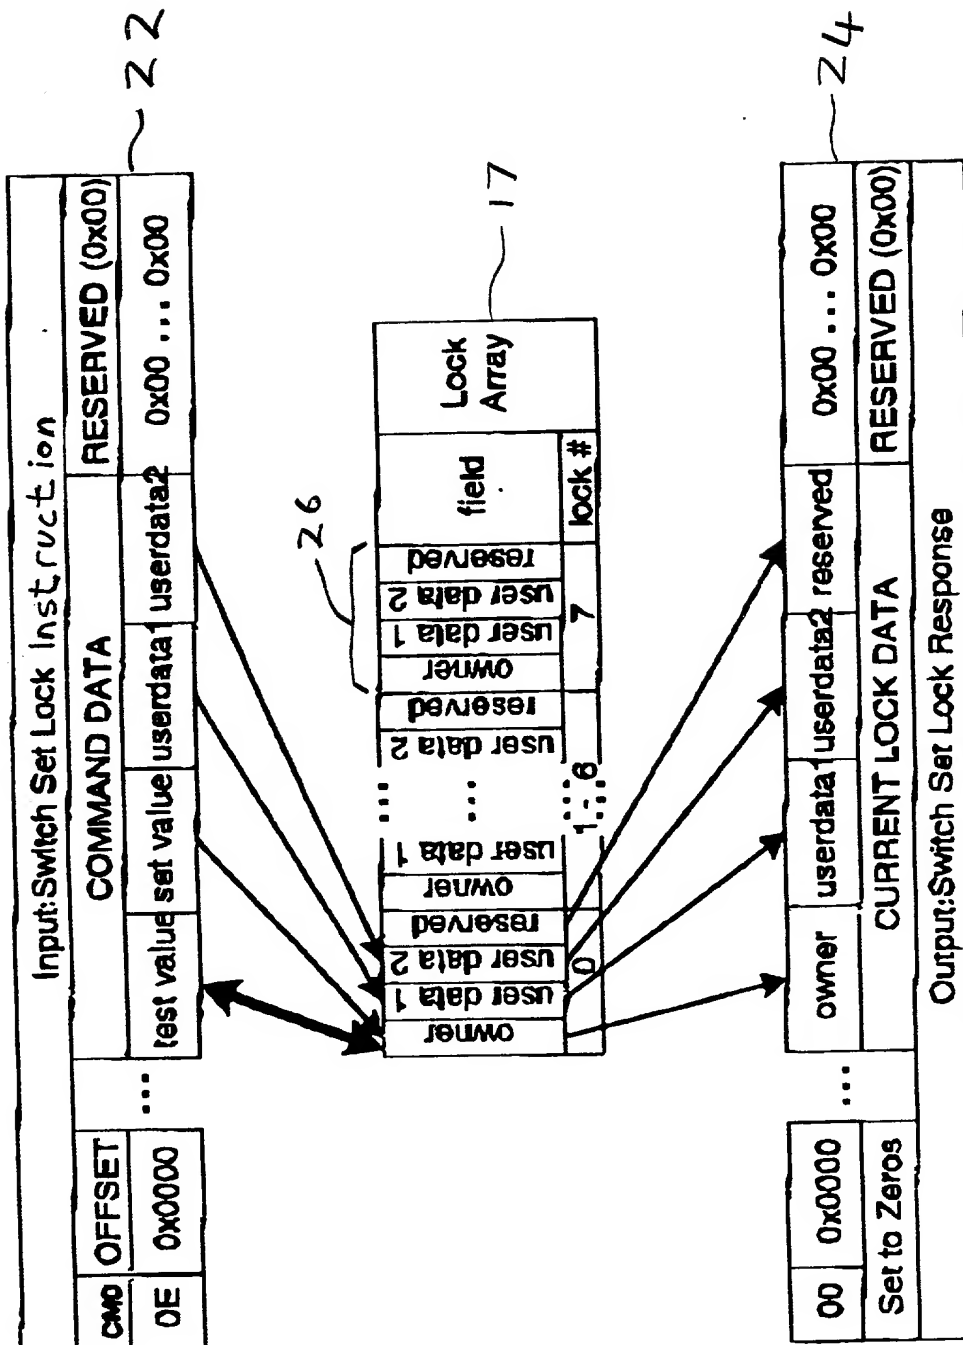 Input:Switch Set Lock Instruction
CMD OFFSET COMMAND DATA RESERVED (0x00)
0E 0x0000 ... test value set value userdata1 userdata2 0x00 ... 0x00
22
26
owner user data 1 user data 2 reserved owner user data 1 ... user data 2 reserved owner user data 1 user data 2 reserved field
0 1...6 7 lock #
Lock
Array
17
00 0x0000 ... owner userdata1 userdata2 reserved 0x00 ... 0x00
24
Set to Zeros CURRENT LOCK DATA RESERVED (0x00)
Output:Switch Set Lock Response